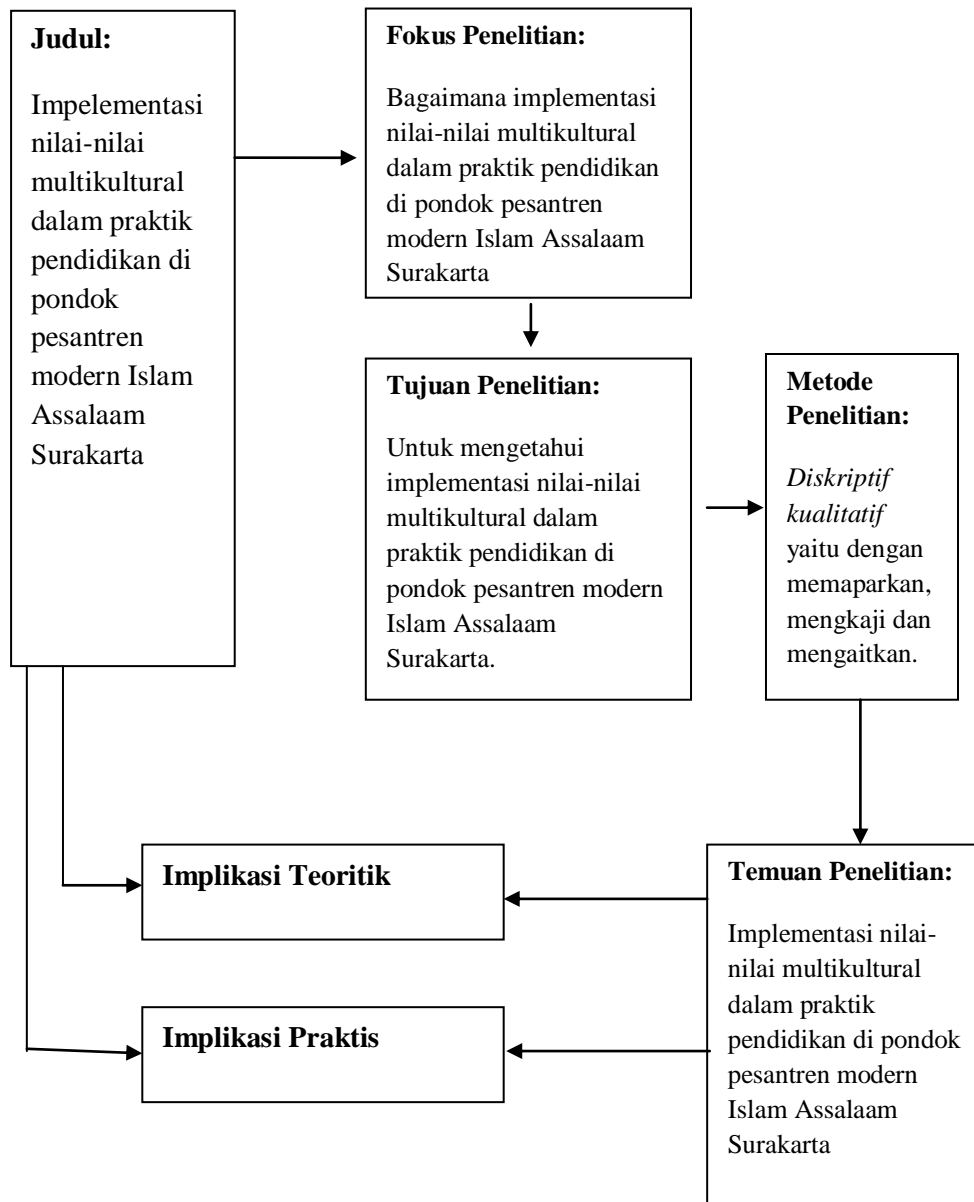 Judul:
Impelementasi
nilai-nilai
multikultural
dalam praktik
pendidikan di
pondok
pesantren
modern Islam
Assalaam
Surakarta
Fokus Penelitian:
Bagaimana implementasi
nilai-nilai multikultural
dalam praktik pendidikan
di pondok pesantren
modern Islam Assalaam
Surakarta
Tujuan Penelitian:
Untuk mengetahui
implementasi nilai-nilai
multikultural dalam
praktik pendidikan di
pondok pesantren modern
Islam Assalaam
Surakarta.
Metode
Penelitian:
Diskriptif
kualitatif
yaitu dengan
memaparkan,
mengkaji dan
mengaitkan.
Implikasi Teoritik
Implikasi Praktis
Temuan Penelitian:
Implementasi nilai-
nilai multikultural
dalam praktik
pendidikan di pondok
pesantren modern
Islam Assalaam
Surakarta